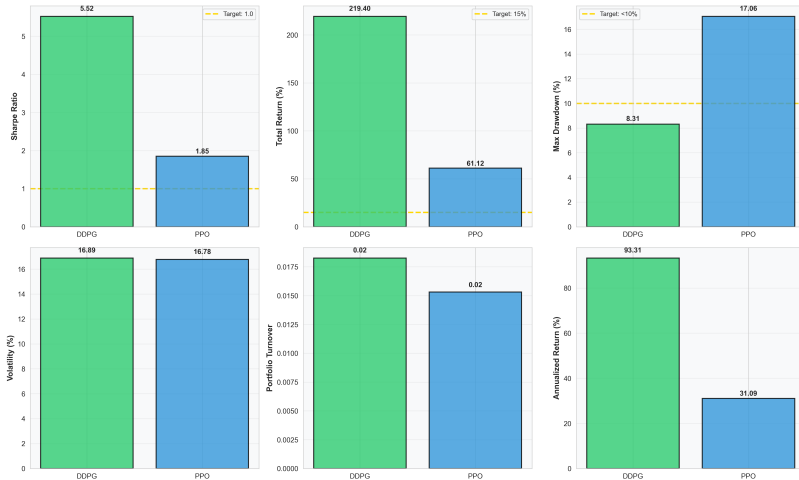 Sharpe Ratio
5
4
3
2
1
0
5.52
1.85
Target: 1.0
DDPG
PPO
Total Return (%)
200
150
100
50
0
219.40
61.12
Target: 15%
DDPG
PPO
Max Drawdown (%)
16
14
12
10
8
6
4
2
0
8.31
17.06
Target: <10%
DDPG
PPO
Volatility (%)
16
14
12
10
8
6
4
2
0
16.89
16.78
DDPG
PPO
Portfolio Turnover
0.0175
0.0150
0.0125
0.0100
0.0075
0.0050
0.0025
0.0000
0.02
0.02
DDPG
PPO
Annualized Return (%)
80
60
40
20
0
93.31
31.09
DDPG
PPO